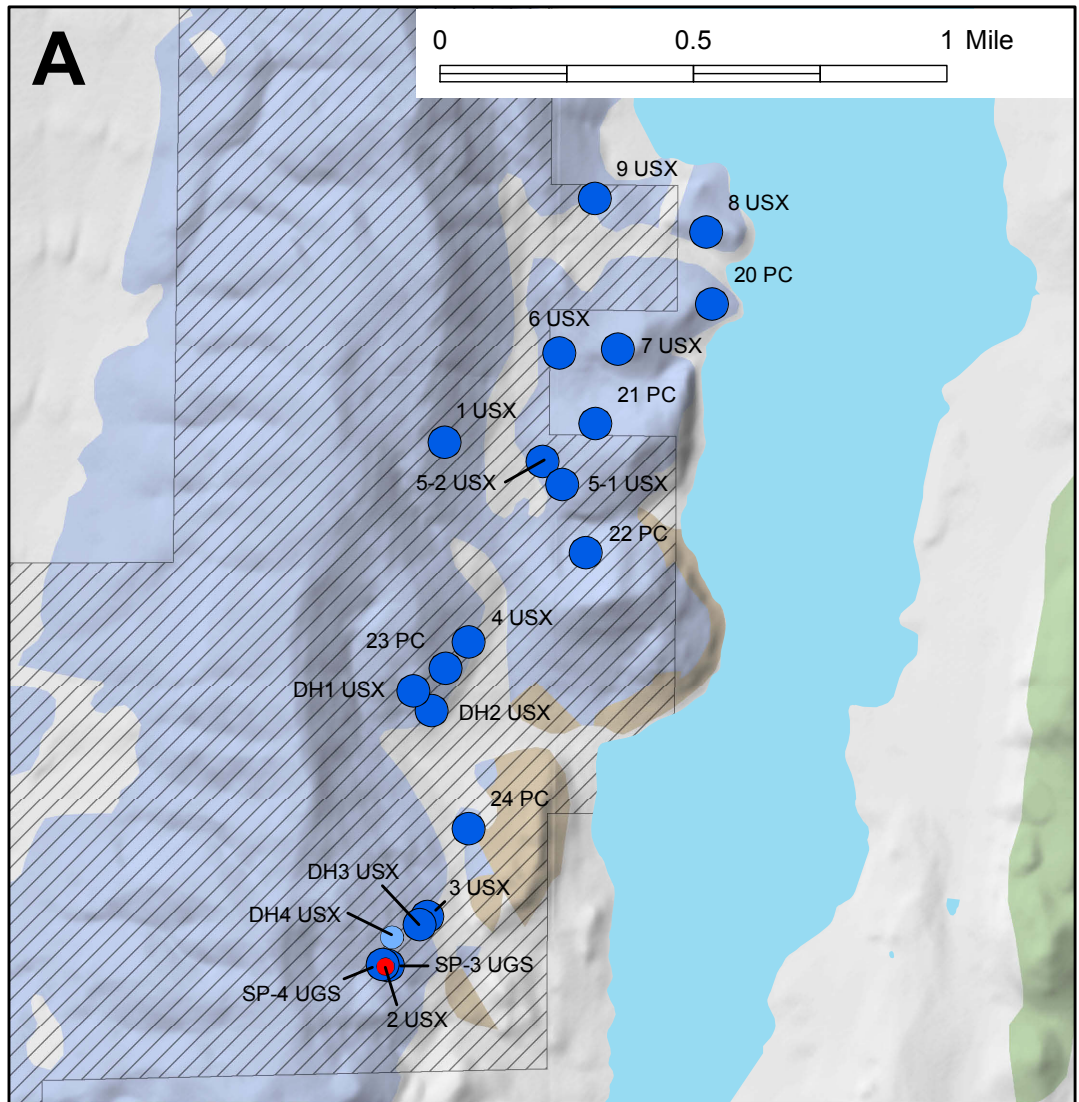 A
0 0.5 1 Mile
9 USX
8 USX
20 PC
6 USX
7 USX
21 PC
1 USX
5-2 USX
5-1 USX
22 PC
4 USX
23 PC
DH1 USX
DH2 USX
24 PC
DH3 USX
3 USX
DH4 USX
SP-3 UGS
SP-4 UGS
2 USX